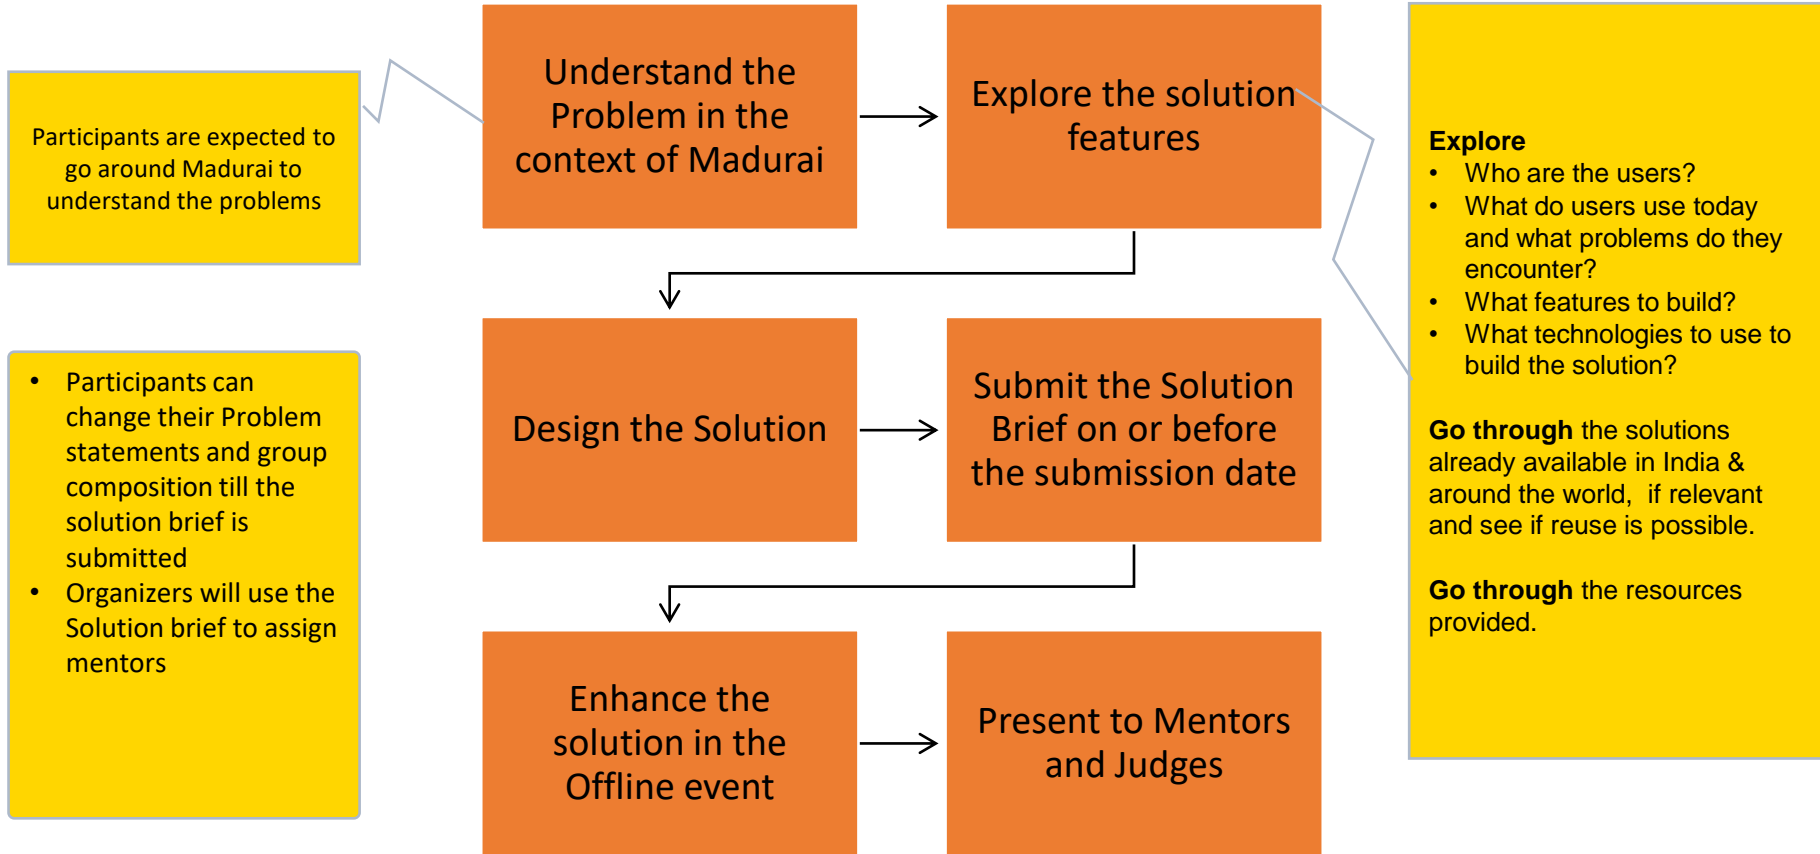 Participants are expected to
go around Madurai to
understand the problems
Understand the
Problem in the
context of Madurai
Explore the solution
features
Explore
• Who are the users?
• What do users use today
and what problems do they
encounter?
• What features to build?
• What technologies to use to
build the solution?
Go through the solutions
already available in India &
around the world, if relevant
and see if reuse is possible.
Go through the resources
provided.
• Participants can
change their Problem
statements and group
composition till the
solution brief is
submitted
• Organizers will use the
Solution brief to assign
mentors
Design the Solution
Submit the Solution
Brief on or before
the submission date
Enhance the
solution in the
Offline event
Present to Mentors
and Judges